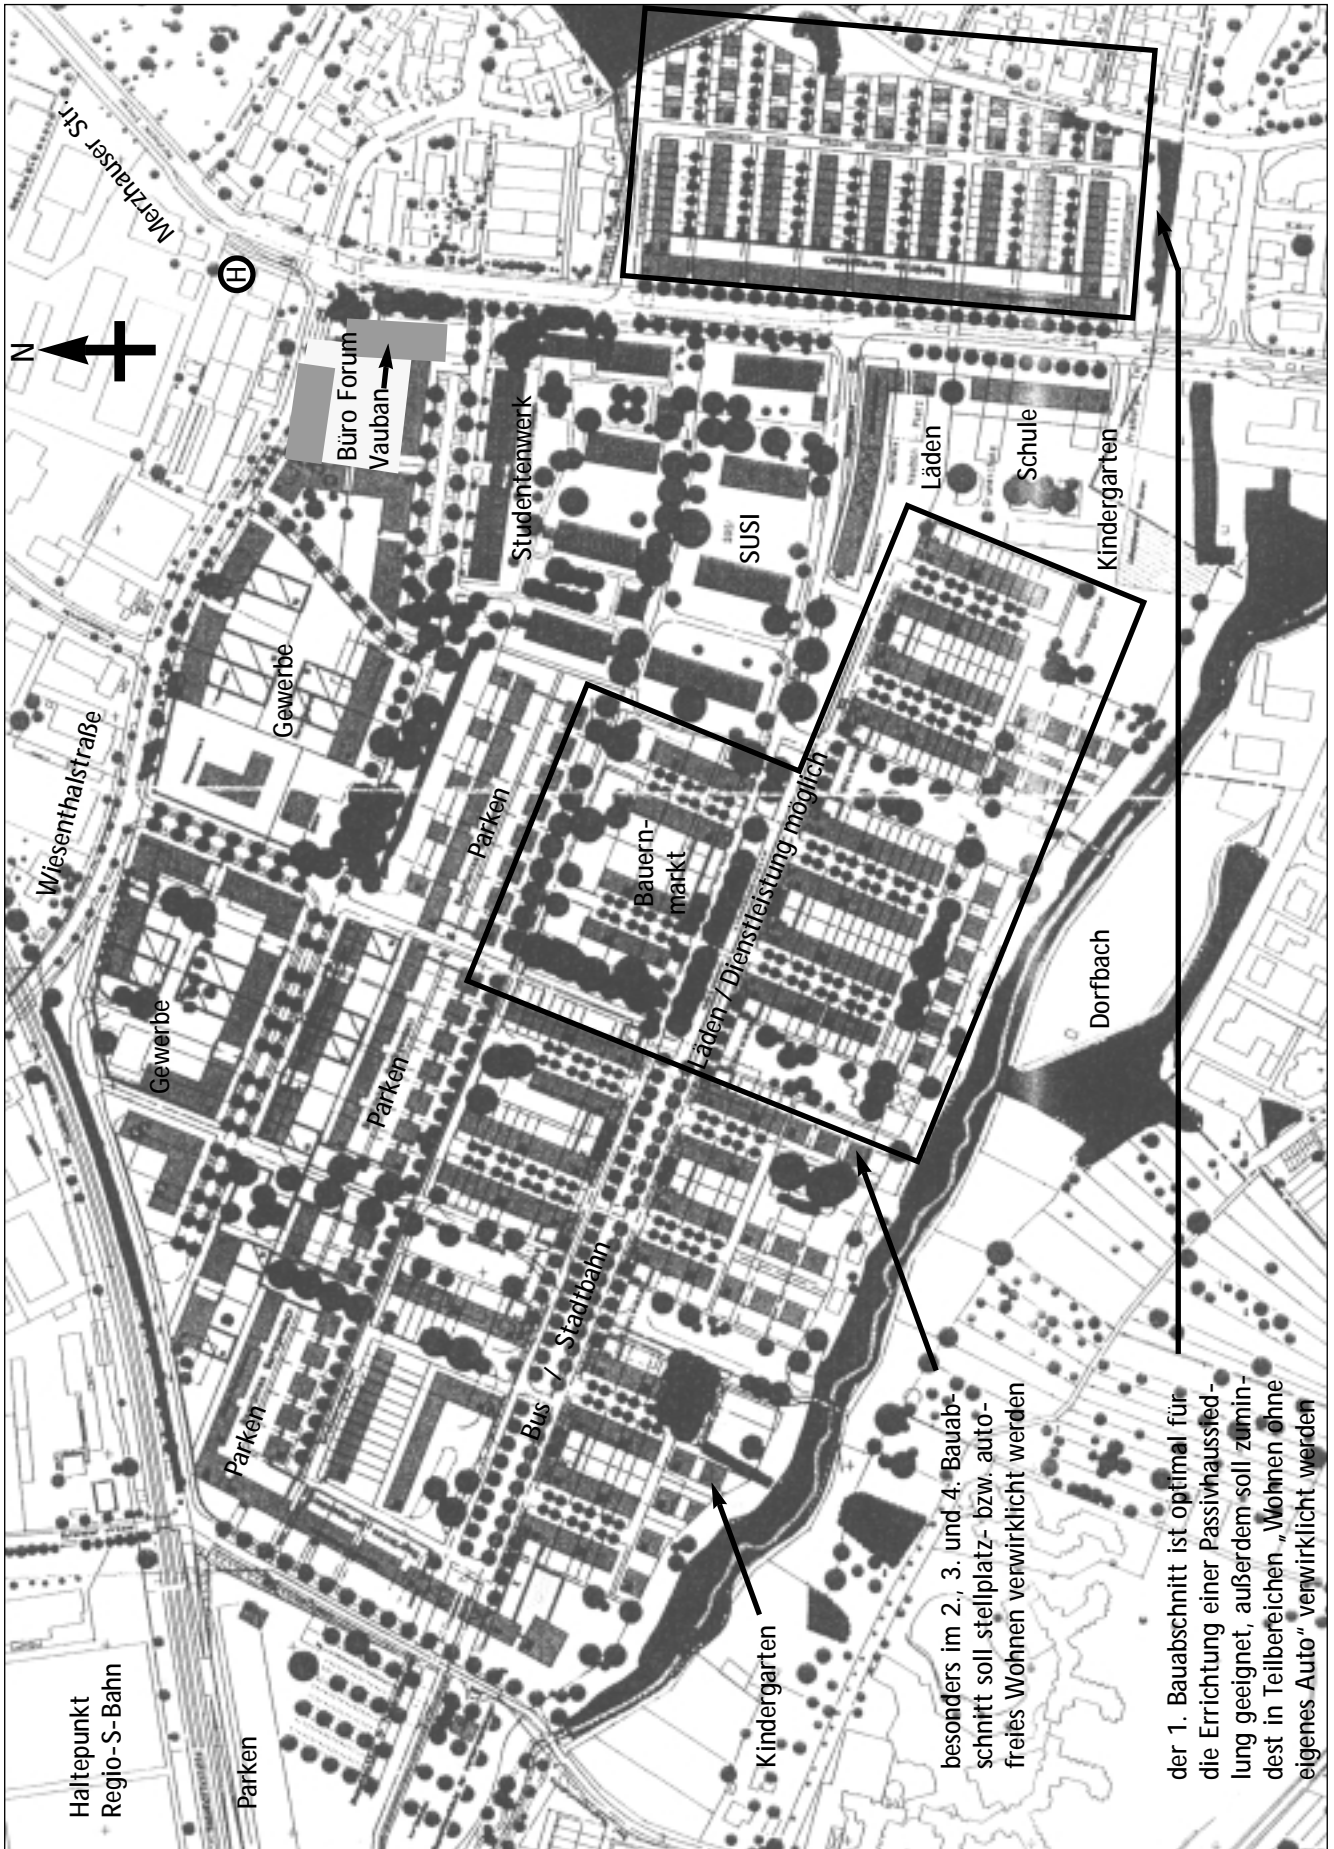 N
Merzhauser Str.
H
Büro Forum
Vauban
Wiesenthalstraße
Gewerbe
Gewerbe
Studentenwerk
SUSI
Läden
Schule
Kindergarten
Parken
Parken
Parken
Bauern-
markt
Läden / Dienstleistung möglich
Bus / Stadtbahn
Dorfbach
Haltepunkt
Regio-S-Bahn
Parken
Kindergarten
besonders im 2., 3. und 4. Bauab-
schnitt soll stellplatz- bzw. auto-
freies Wohnen verwirklicht werden
der 1. Bauabschnitt ist optimal für
die Errichtung einer Passivhaussied-
lung geeignet, außerdem soll zumin-
dest in Teilbereichen „Wohnen ohne
eigenes Auto“ verwirklicht werden